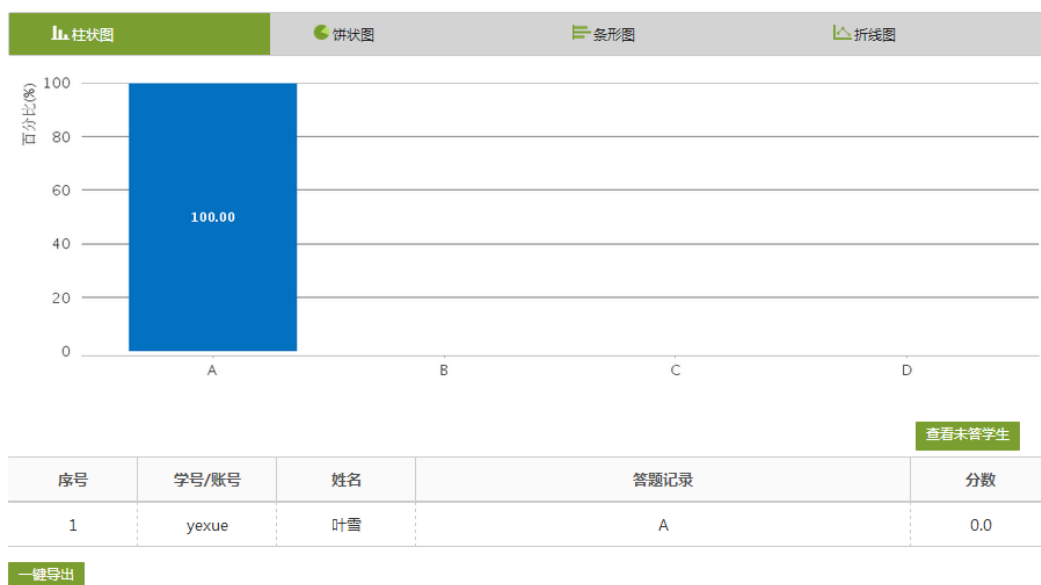 柱状图 饼状图 条形图 折线图
百分比(%)
100
80
60
100.00
40
20
0
A B C D
查看未答学生
序号 学号/账号 姓名 答题记录 分数
1 yexue 叶雪 A 0.0
一键导出